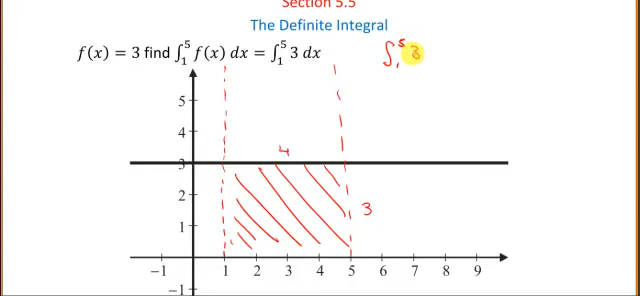 Section 5.5
The Definite Integral
f(x) = 3 find ∫₁⁵ f(x) dx = ∫₁⁵ 3 dx
∫₁⁵ 3
5
4
4
3
2
3
1
−1 1 2 3 4 5 6 7 8 9
−1